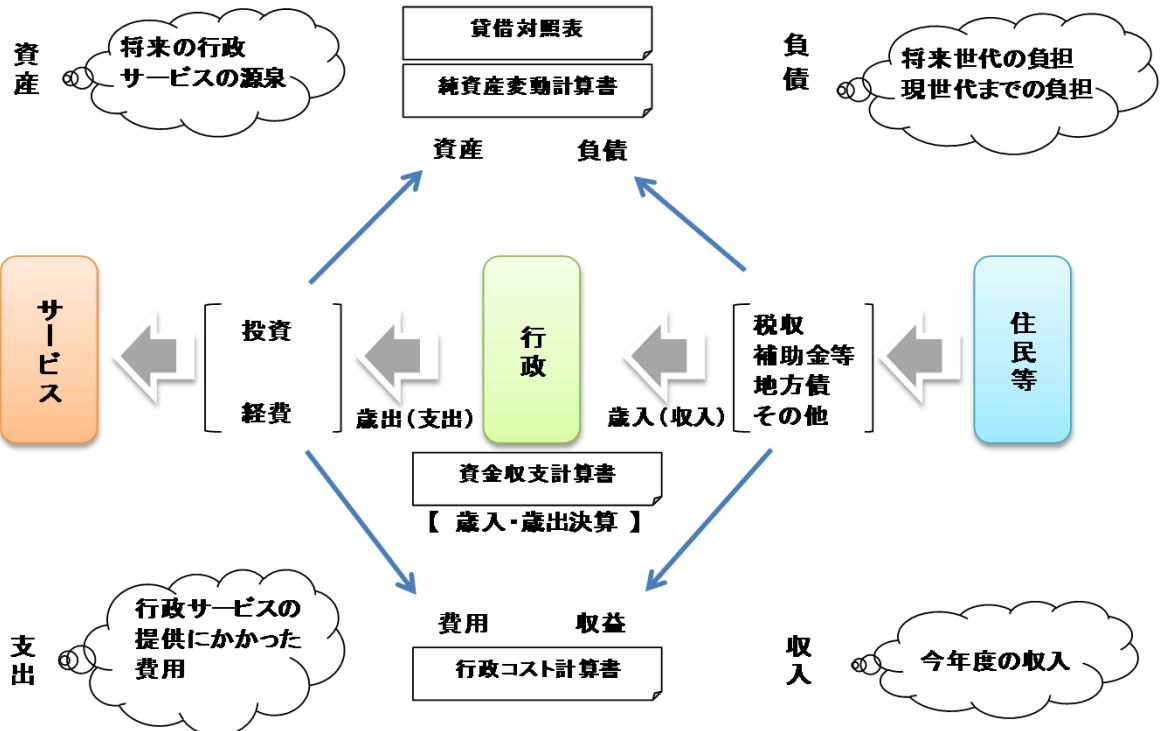 資産
将来の行政
サービスの源泉
貸借対照表
純資産変動計算書
負債
将来世代の負担
現世代までの負担
資産
負債
サービス
投資
経費
歳出(支出)
行政
歳入(収入)
税収
補助金等
地方債
その他
住民等
資金収支計算書
【 歳入・歳出決算 】
支出
行政サービスの
提供にかかった
費用
費用
収益
行政コスト計算書
収入
今年度の収入